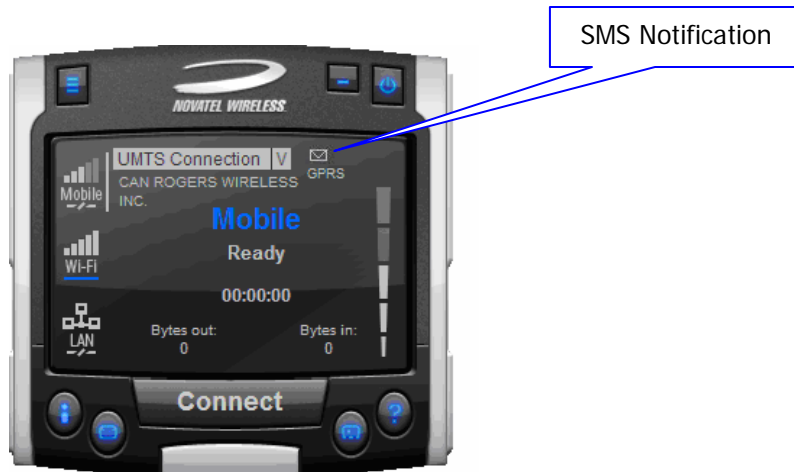 SMS Notification
NOVATEL WIRELESS
UMTS Connection V
GPRS
CAN ROGERS WIRELESS
INC.
Mobile
Mobile
Ready
Wi-Fi
00:00:00
LAN
Bytes out: Bytes in:
0 0
Connect
?